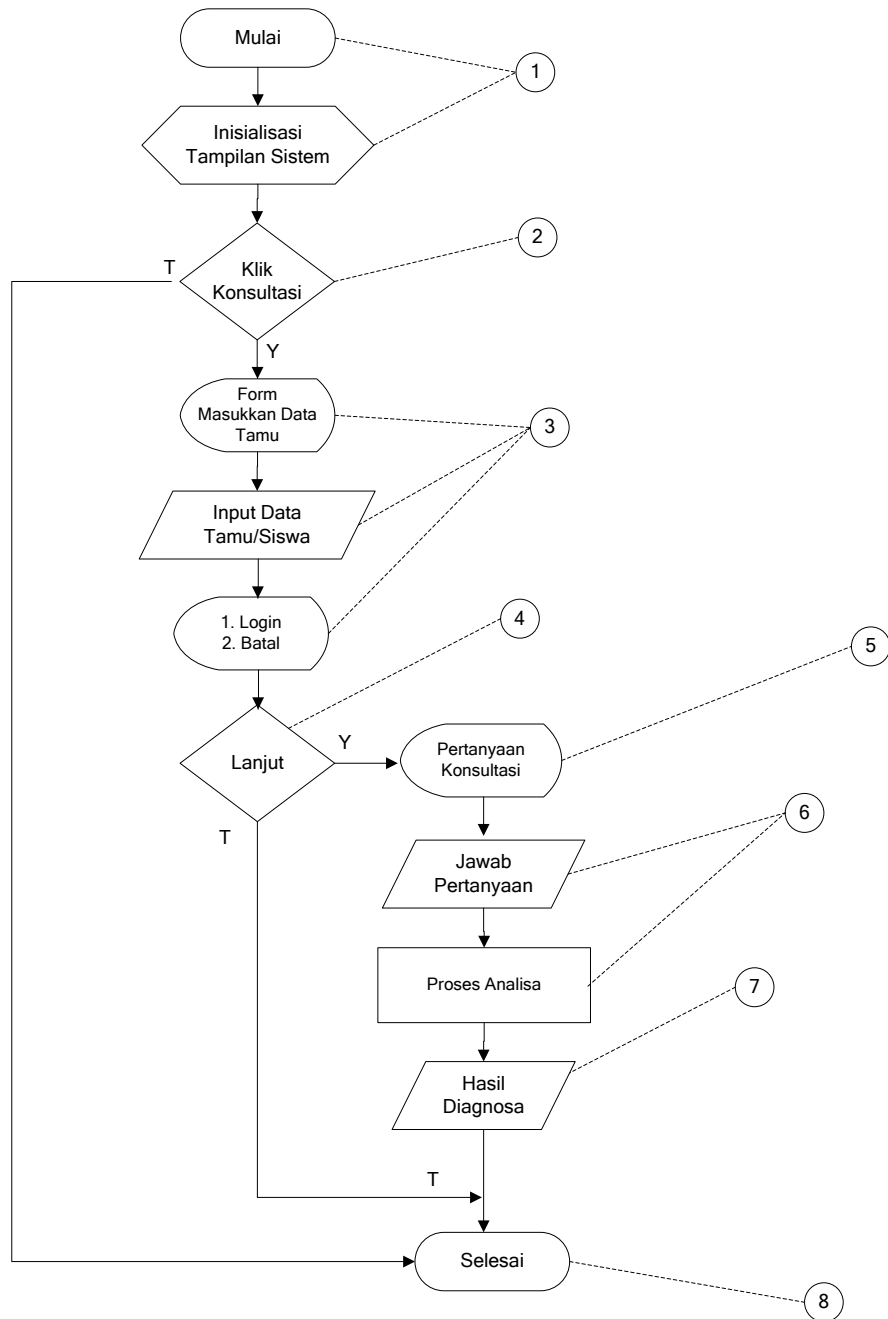 Mulai
1
Inisialisasi
Tampilan Sistem
2
T
Klik
Konsultasi
Y
Form
Masukkan Data
Tamu
3
Input Data
Tamu/Siswa
1. Login
2. Batal
4
5
Lanjut
Y
Pertanyaan
Konsultasi
T
6
Jawab
Pertanyaan
Proses Analisa
7
Hasil
Diagnosa
T
Selesai
8